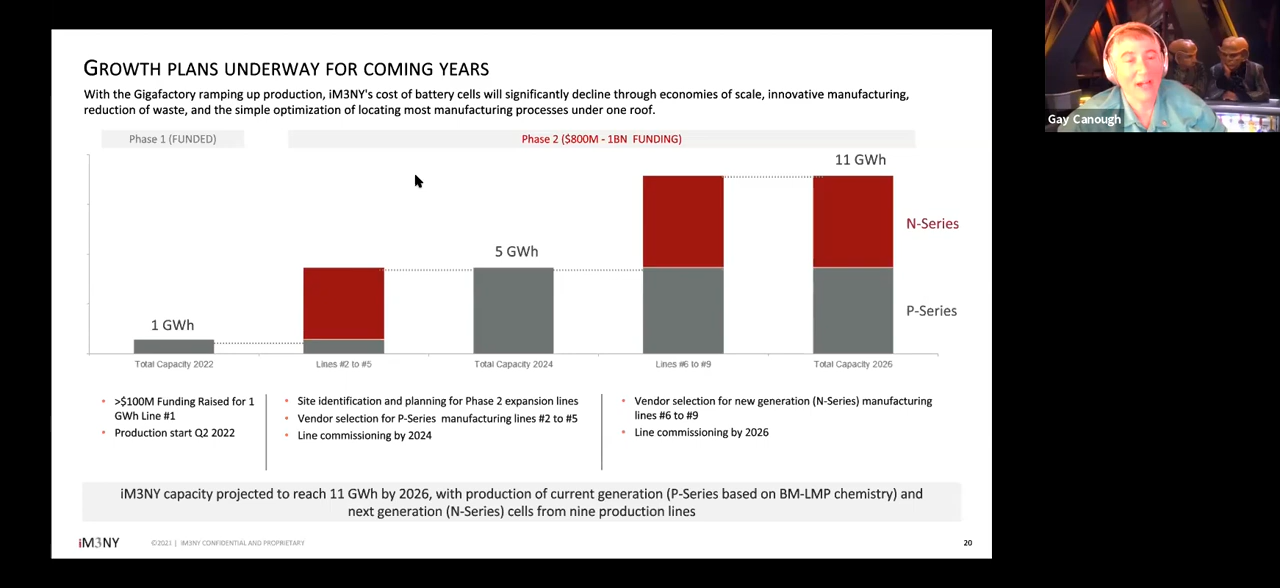 GROWTH PLANS UNDERWAY FOR COMING YEARS
With the Gigafactory ramping up production, iM3NY's cost of battery cells will significantly decline through economies of scale, innovative manufacturing,
reduction of waste, and the simple optimization of locating most manufacturing processes under one roof.
Phase 1 (FUNDED)
Phase 2 ($800M - 1BN FUNDING)
11 GWh
N-Series
5 GWh
P-Series
1 GWh
Total Capacity 2022
Lines #2 to #5
Total Capacity 2024
Lines #6 to #9
Total Capacity 2026
• >$100M Funding Raised for 1
GWh Line #1
• Production start Q2 2022
• Site identification and planning for Phase 2 expansion lines
• Vendor selection for P-Series manufacturing lines #2 to #5
• Line commissioning by 2024
• Vendor selection for new generation (N-Series) manufacturing
lines #6 to #9
• Line commissioning by 2026
iM3NY capacity projected to reach 11 GWh by 2026, with production of current generation (P-Series based on BM-LMP chemistry) and
next generation (N-Series) cells from nine production lines
iM3NY
©2023 | IM3NY CONFIDENTIAL AND PROPRIETARY
20
Gay Canough